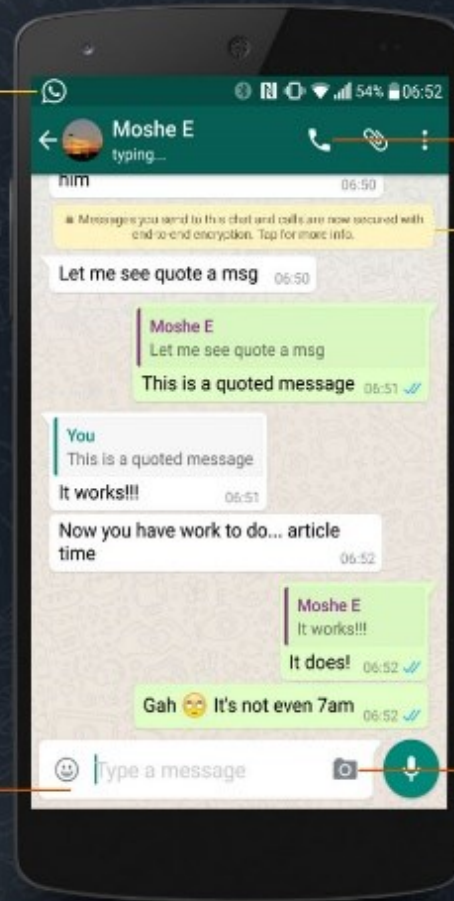 54% 06:52
Moshe E
typing...
him
06:50
Messages you send to this chat and calls are now secured with
end-to-end encryption. Tap for more info.
Let me see quote a msg 06:50
Moshe E
Let me see quote a msg
This is a quoted message 06:51
You
This is a quoted message
It works!!!
06:51
Now you have work to do... article
time
06:52
Moshe E
It works!!!
It does! 06:52
Gah 🙄 It's not even 7am 06:52
Type a message